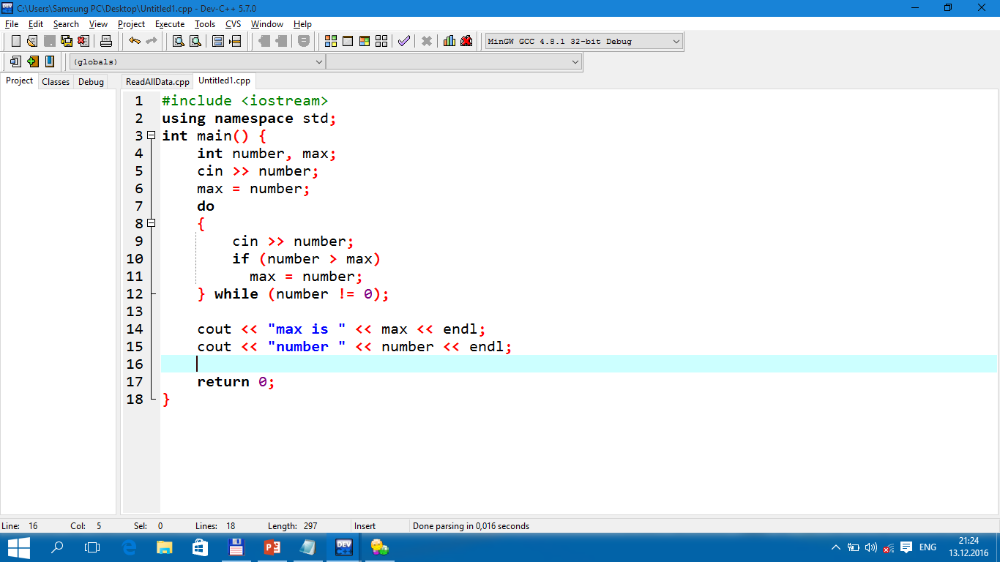 C:\Users\Samsung PC\Desktop\Untitled1.cpp - Dev-C++ 5.7.0
File Edit Search View Project Execute Tools CVS Window Help
MinGW GCC 4.8.1 32-bit Debug
(globals)
Project Classes Debug ReadAllData.cpp Untitled1.cpp
1 #include <iostream>
2 using namespace std;
3 int main() {
4 int number, max;
5 cin >> number;
6 max = number;
7 do
8 {
9 cin >> number;
10 if (number > max)
11 max = number;
12 } while (number != 0);
13
14 cout << "max is " << max << endl;
15 cout << "number " << number << endl;
16
17 return 0;
18 }
Line: 16 Col: 5 Sel: 0 Lines: 18 Length: 297 Insert Done parsing in 0,016 seconds
DEV C++ ENG 21:24
13.12.2016